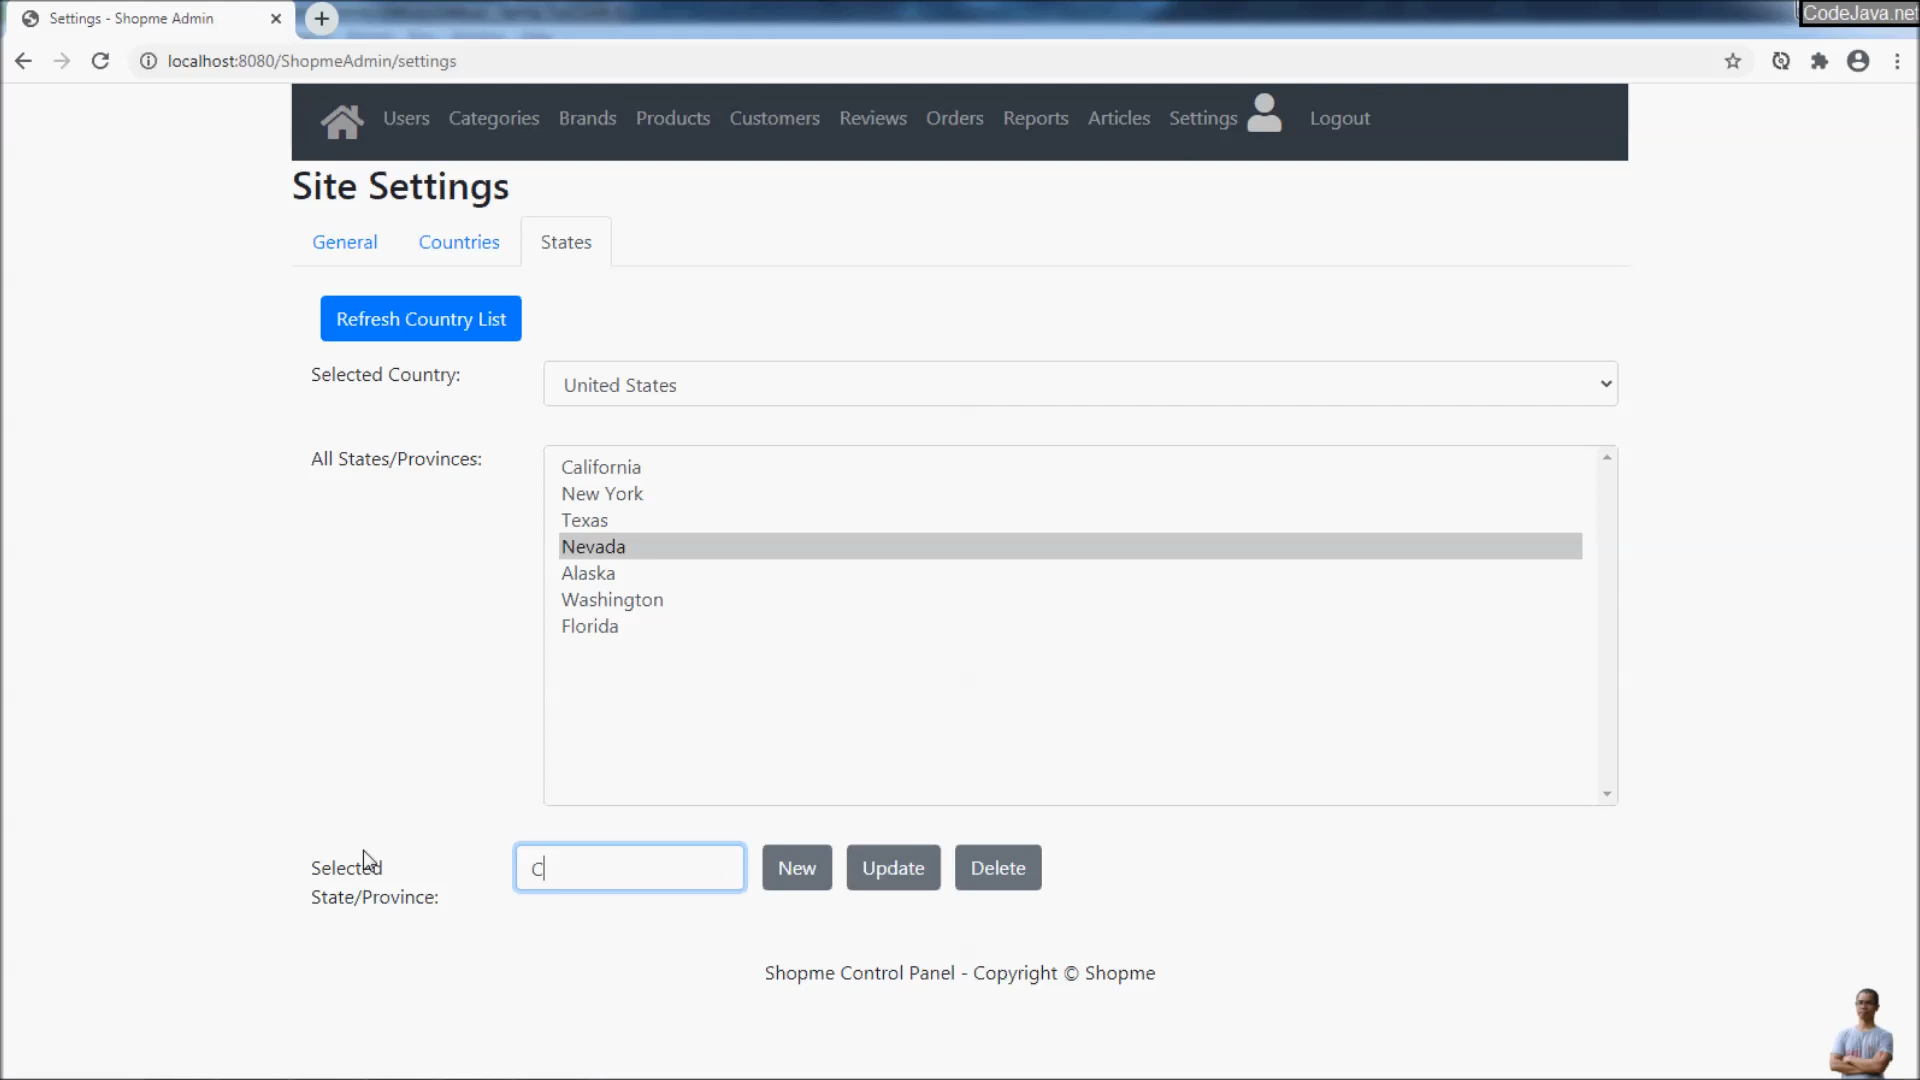 Settings - Shopme Admin
CodeJava.net
localhost:8080/ShopmeAdmin/settings
Users Categories Brands Products Customers Reviews Orders Reports Articles Settings Logout
Site Settings
General Countries States
Refresh Country List
Selected Country: United States
All States/Provinces:
California
New York
Texas
Nevada
Alaska
Washington
Florida
Selected State/Province:
C
New Update Delete
Shopme Control Panel - Copyright © Shopme